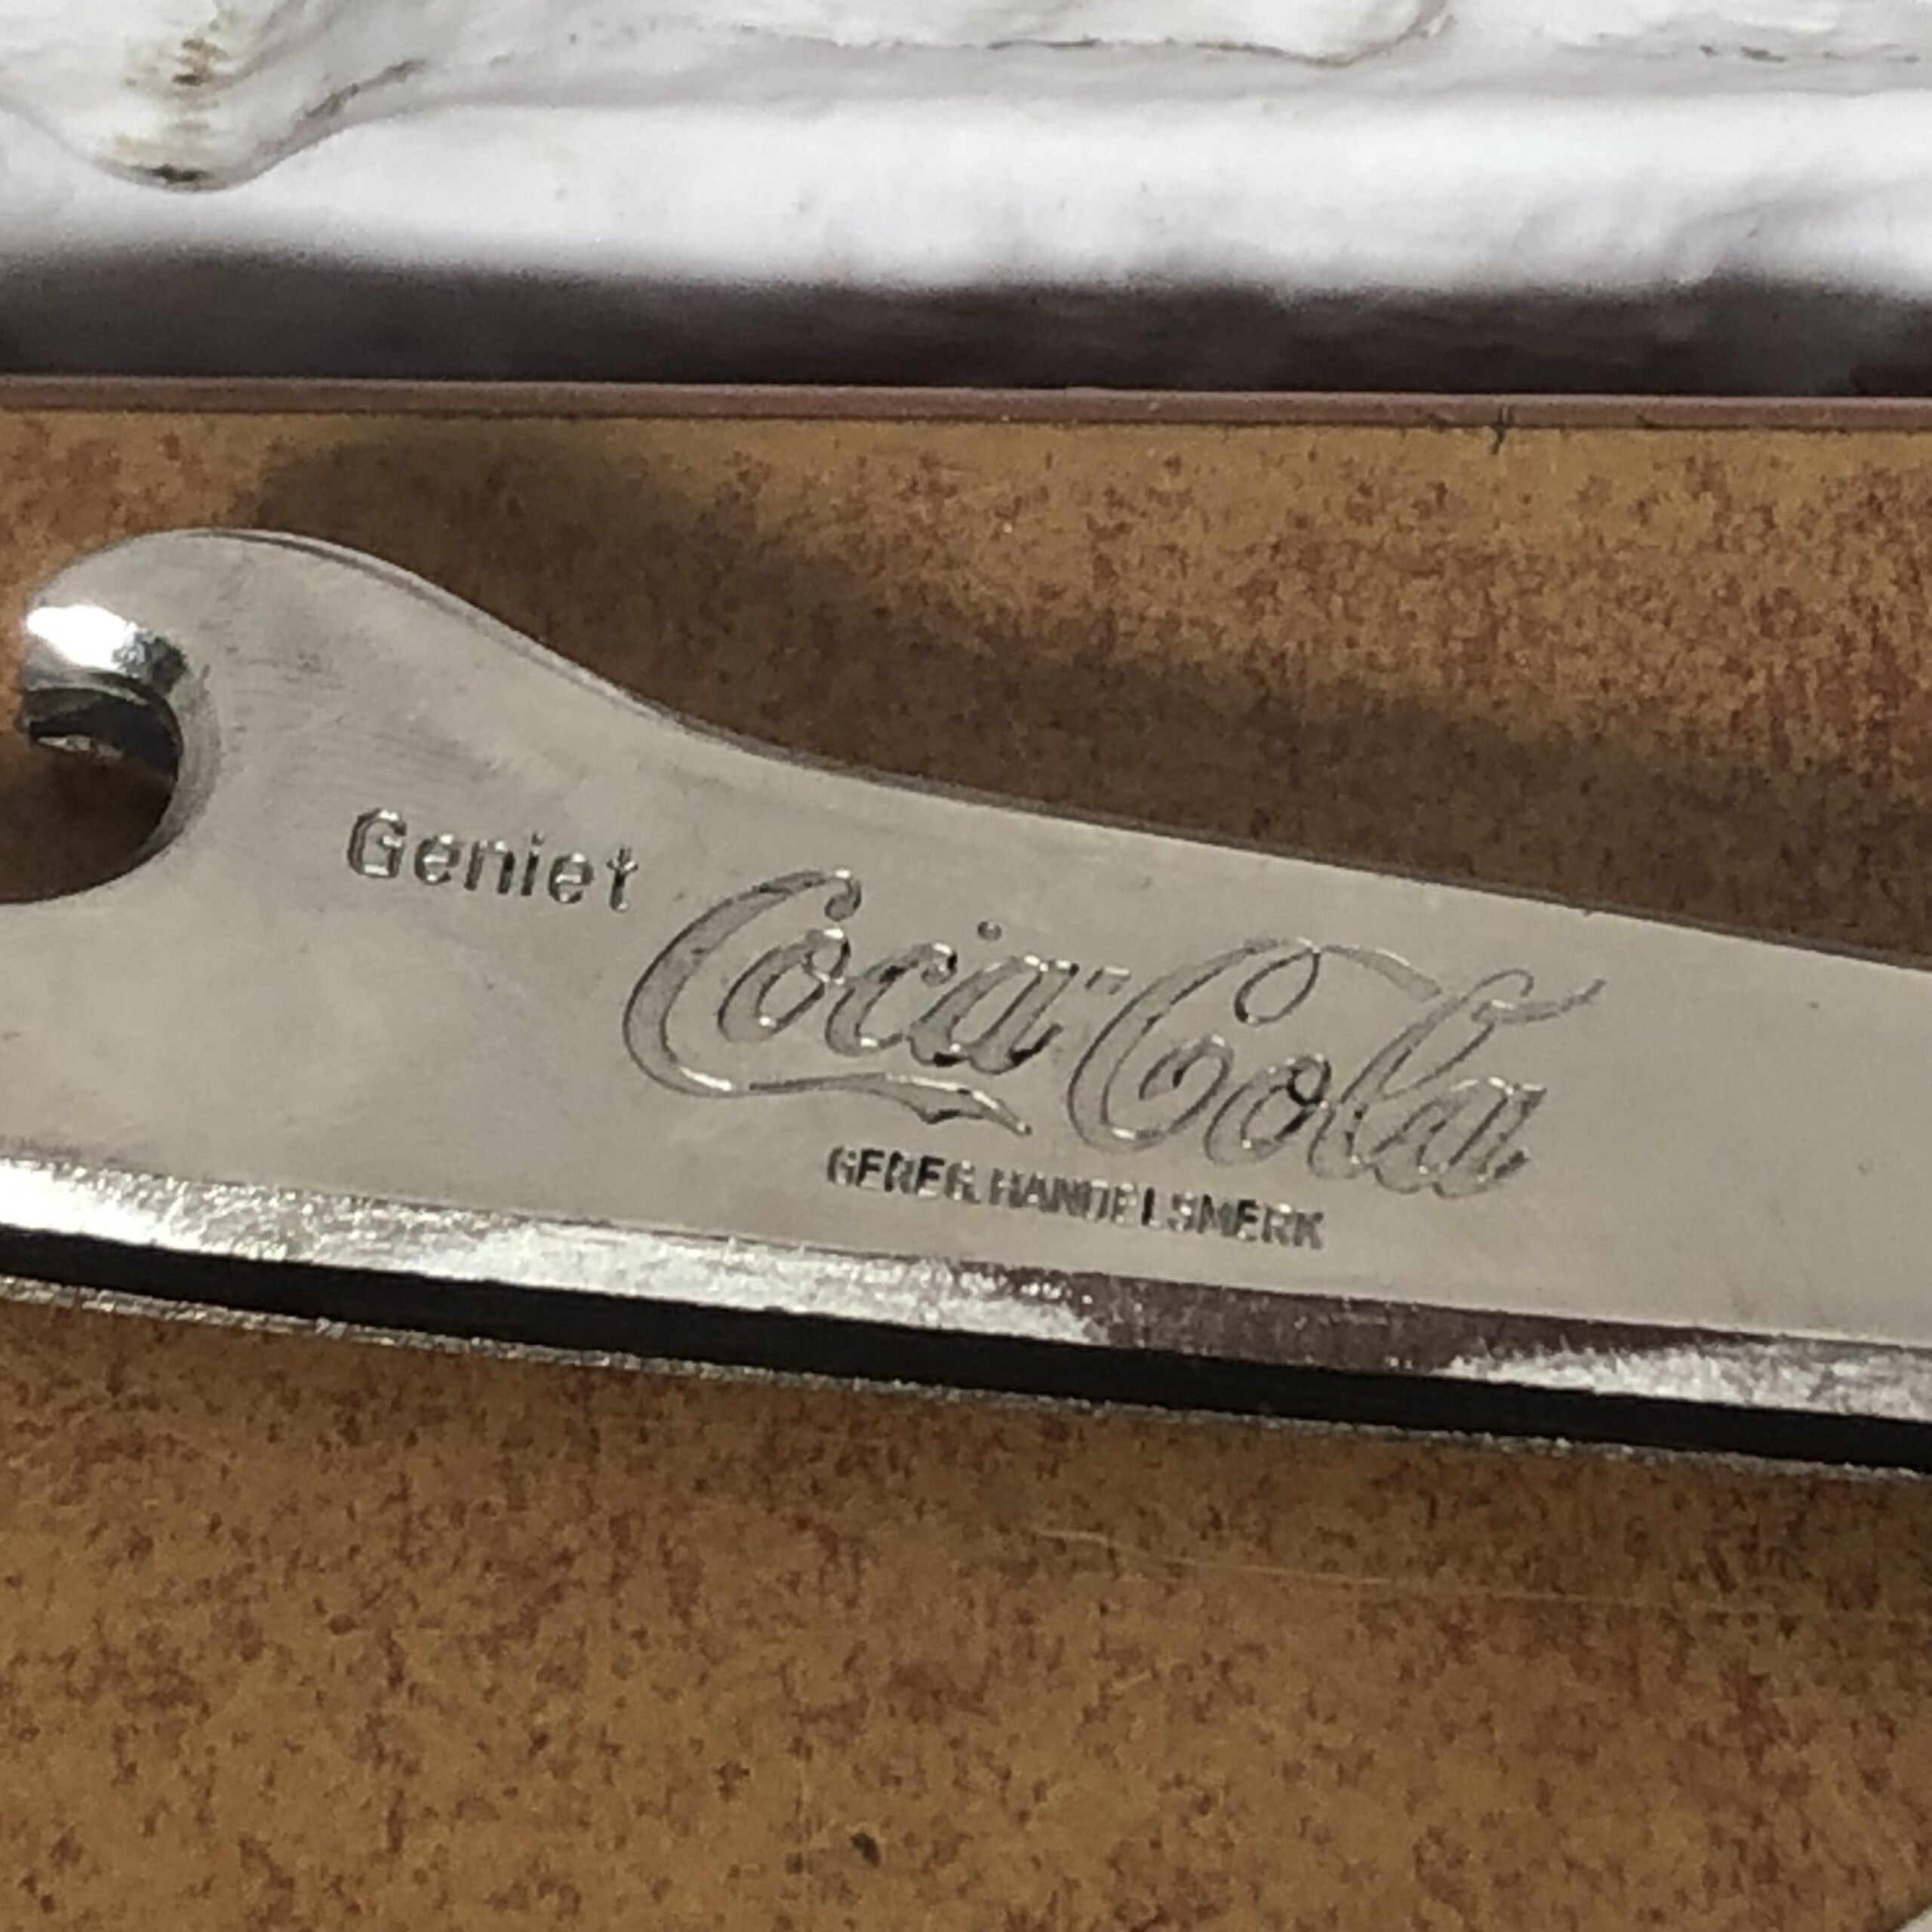 Geniet
Coca-Cola
GEREG. HANDELSMERK